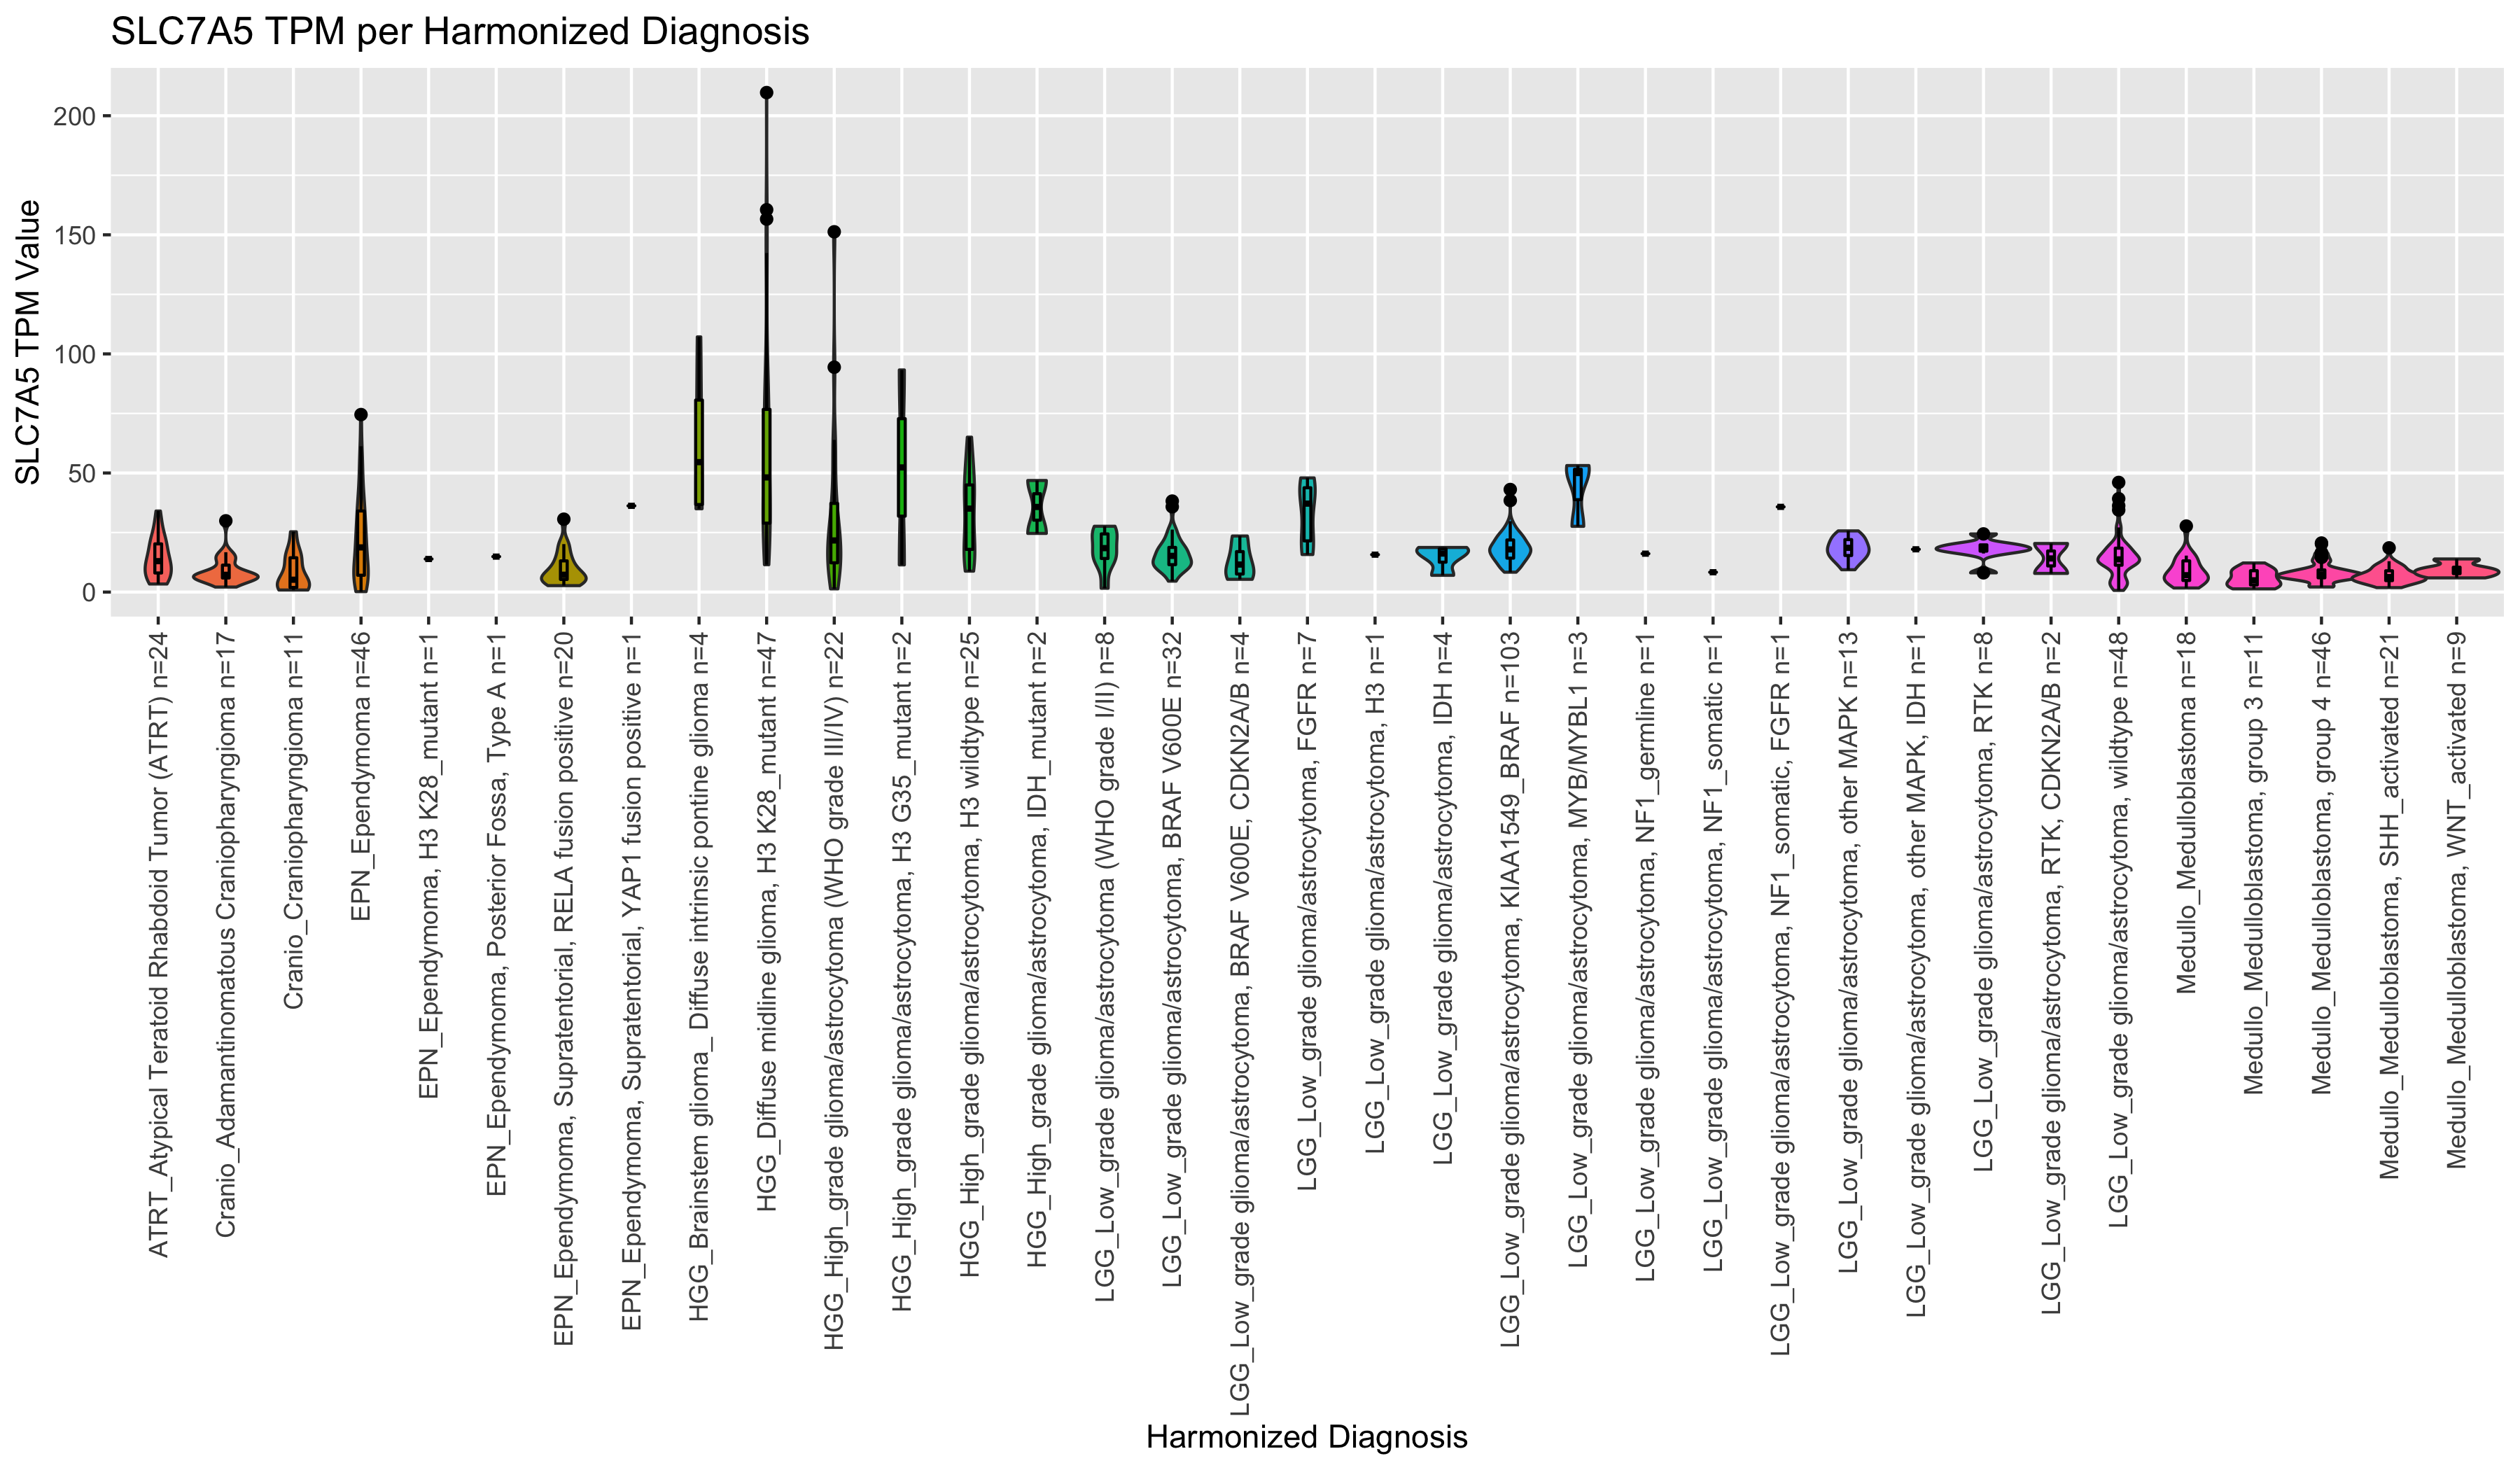 SLC7A5 TPM per Harmonized Diagnosis
SLC7A5 TPM Value
200
150
100
50
0
ATRT_Atypical Teratoid Rhabdoid Tumor (ATRT) n=24
Cranio_Adamantinomatous Craniopharyngioma n=17
Cranio_Craniopharyngioma n=11
EPN_Ependymoma n=46
EPN_Ependymoma, H3 K28_mutant n=1
EPN_Ependymoma, Posterior Fossa, Type A n=1
EPN_Ependymoma, Supratentorial, RELA fusion positive n=20
EPN_Ependymoma, Supratentorial, YAP1 fusion positive n=1
HGG_Brainstem glioma_ Diffuse intrinsic pontine glioma n=4
HGG_Diffuse midline glioma, H3 K28_mutant n=47
HGG_High_grade glioma/astrocytoma (WHO grade III/IV) n=22
HGG_High_grade glioma/astrocytoma, H3 G35_mutant n=2
HGG_High_grade glioma/astrocytoma, H3 wildtype n=25
HGG_High_grade glioma/astrocytoma, IDH_mutant n=2
LGG_Low_grade glioma/astrocytoma (WHO grade I/II) n=8
LGG_Low_grade glioma/astrocytoma, BRAF V600E n=32
LGG_Low_grade glioma/astrocytoma, BRAF V600E, CDKN2A/B n=4
LGG_Low_grade glioma/astrocytoma, FGFR n=7
LGG_Low_grade glioma/astrocytoma, H3 n=1
LGG_Low_grade glioma/astrocytoma, IDH n=4
LGG_Low_grade glioma/astrocytoma, KIAA1549_BRAF n=103
LGG_Low_grade glioma/astrocytoma, MYB/MYBL1 n=3
LGG_Low_grade glioma/astrocytoma, NF1_germline n=1
LGG_Low_grade glioma/astrocytoma, NF1_somatic n=1
LGG_Low_grade glioma/astrocytoma, NF1_somatic, FGFR n=1
LGG_Low_grade glioma/astrocytoma, other MAPK n=13
LGG_Low_grade glioma/astrocytoma, other MAPK, IDH n=1
LGG_Low_grade glioma/astrocytoma, RTK n=8
LGG_Low_grade glioma/astrocytoma, RTK, CDKN2A/B n=2
LGG_Low_grade glioma/astrocytoma, wildtype n=48
Medullo_Medulloblastoma n=18
Medullo_Medulloblastoma, group 3 n=11
Medullo_Medulloblastoma, group 4 n=46
Medullo_Medulloblastoma, SHH_activated n=21
Medullo_Medulloblastoma, WNT_activated n=9
Harmonized Diagnosis